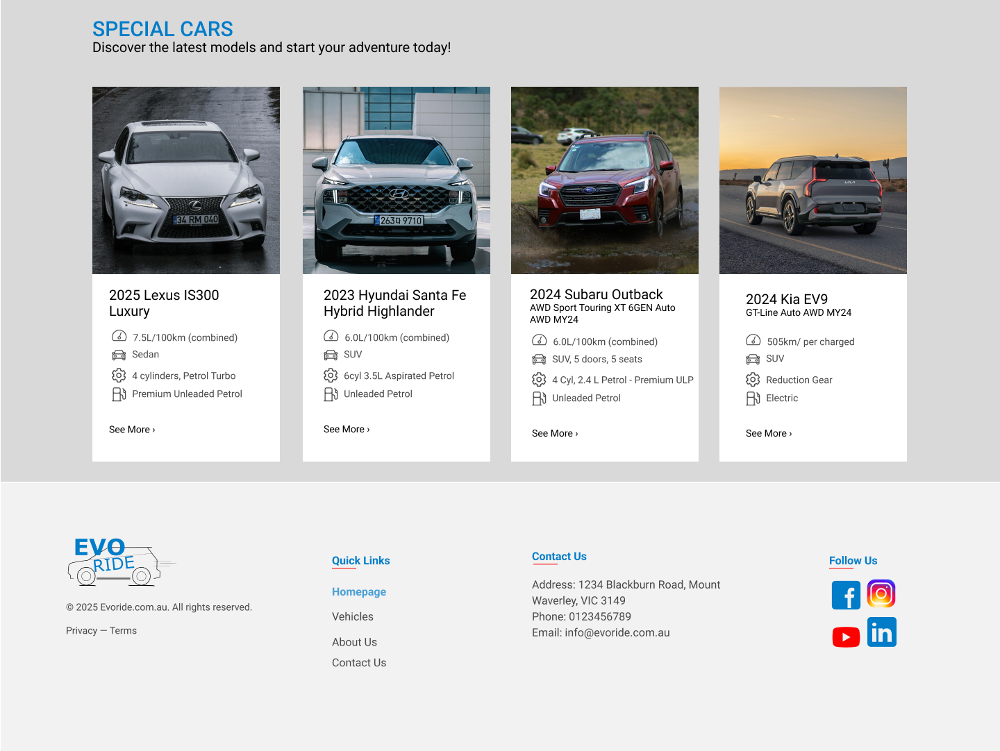 SPECIAL CARS
Discover the latest models and start your adventure today!
34 RM 040
2634 9710
KIA
2025 Lexus IS300
Luxury
7.5L/100km (combined)
Sedan
4 cylinders, Petrol Turbo
Premium Unleaded Petrol
See More ›
2023 Hyundai Santa Fe
Hybrid Highlander
6.0L/100km (combined)
SUV
6cyl 3.5L Aspirated Petrol
Unleaded Petrol
See More ›
2024 Subaru Outback
AWD Sport Touring XT 6GEN Auto
AWD MY24
6.0L/100km (combined)
SUV, 5 doors, 5 seats
4 Cyl, 2.4 L Petrol - Premium ULP
Unleaded Petrol
See More ›
2024 Kia EV9
GT-Line Auto AWD MY24
505km/ per charged
SUV
Reduction Gear
Electric
See More ›
EVO
RIDE
© 2025 Evoride.com.au. All rights reserved.
Privacy — Terms
Quick Links
Homepage
Vehicles
About Us
Contact Us
Contact Us
Address: 1234 Blackburn Road, Mount
Waverley, VIC 3149
Phone: 0123456789
Email: info@evoride.com.au
Follow Us
f
in